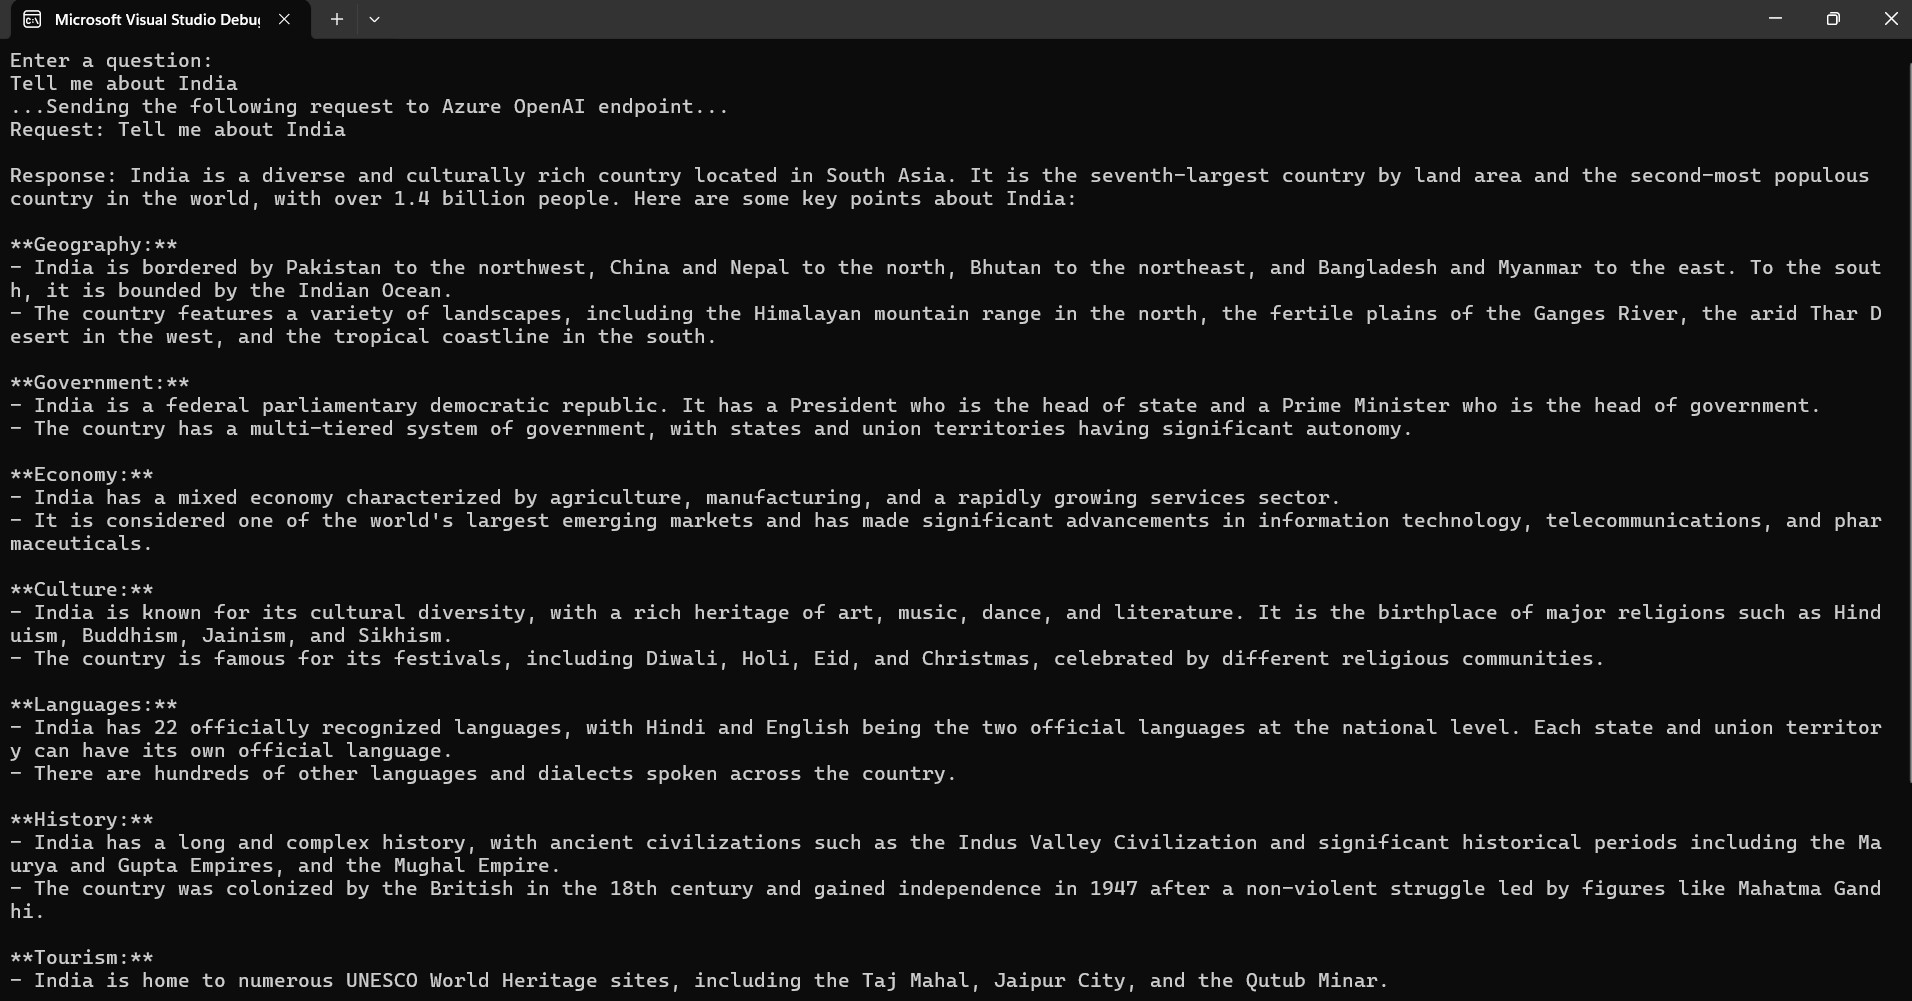 Microsoft Visual Studio Debu
Enter a question:
Tell me about India
...Sending the following request to Azure OpenAI endpoint...
Request: Tell me about India
Response: India is a diverse and culturally rich country located in South Asia. It is the seventh-largest country by land area and the second-most populous
country in the world, with over 1.4 billion people. Here are some key points about India:
**Geography:**
- India is bordered by Pakistan to the northwest, China and Nepal to the north, Bhutan to the northeast, and Bangladesh and Myanmar to the east. To the sout
h, it is bounded by the Indian Ocean.
- The country features a variety of landscapes, including the Himalayan mountain range in the north, the fertile plains of the Ganges River, the arid Thar D
esert in the west, and the tropical coastline in the south.
**Government:**
- India is a federal parliamentary democratic republic. It has a President who is the head of state and a Prime Minister who is the head of government.
- The country has a multi-tiered system of government, with states and union territories having significant autonomy.
**Economy:**
- India has a mixed economy characterized by agriculture, manufacturing, and a rapidly growing services sector.
- It is considered one of the world's largest emerging markets and has made significant advancements in information technology, telecommunications, and phar
maceuticals.
**Culture:**
- India is known for its cultural diversity, with a rich heritage of art, music, dance, and literature. It is the birthplace of major religions such as Hind
uism, Buddhism, Jainism, and Sikhism.
- The country is famous for its festivals, including Diwali, Holi, Eid, and Christmas, celebrated by different religious communities.
**Languages:**
- India has 22 officially recognized languages, with Hindi and English being the two official languages at the national level. Each state and union territor
y can have its own official language.
- There are hundreds of other languages and dialects spoken across the country.
**History:**
- India has a long and complex history, with ancient civilizations such as the Indus Valley Civilization and significant historical periods including the Ma
urya and Gupta Empires, and the Mughal Empire.
- The country was colonized by the British in the 18th century and gained independence in 1947 after a non-violent struggle led by figures like Mahatma Gand
hi.
**Tourism:**
- India is home to numerous UNESCO World Heritage sites, including the Taj Mahal, Jaipur City, and the Qutub Minar.